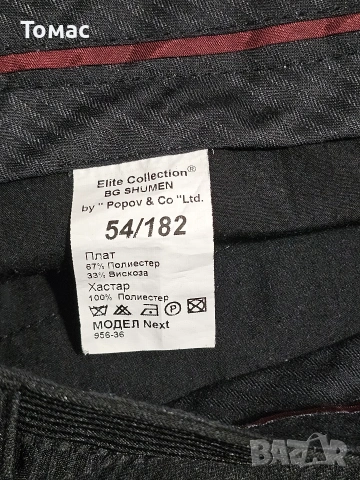 Томас
Elite Collection®
BG SHUMEN
by " Popov & Co "Ltd.
54/182
Плат
67% Полиестер
33% Вискоза
Хастар
100% Полиестер
МОДЕЛ Next
956-36
BAZAR